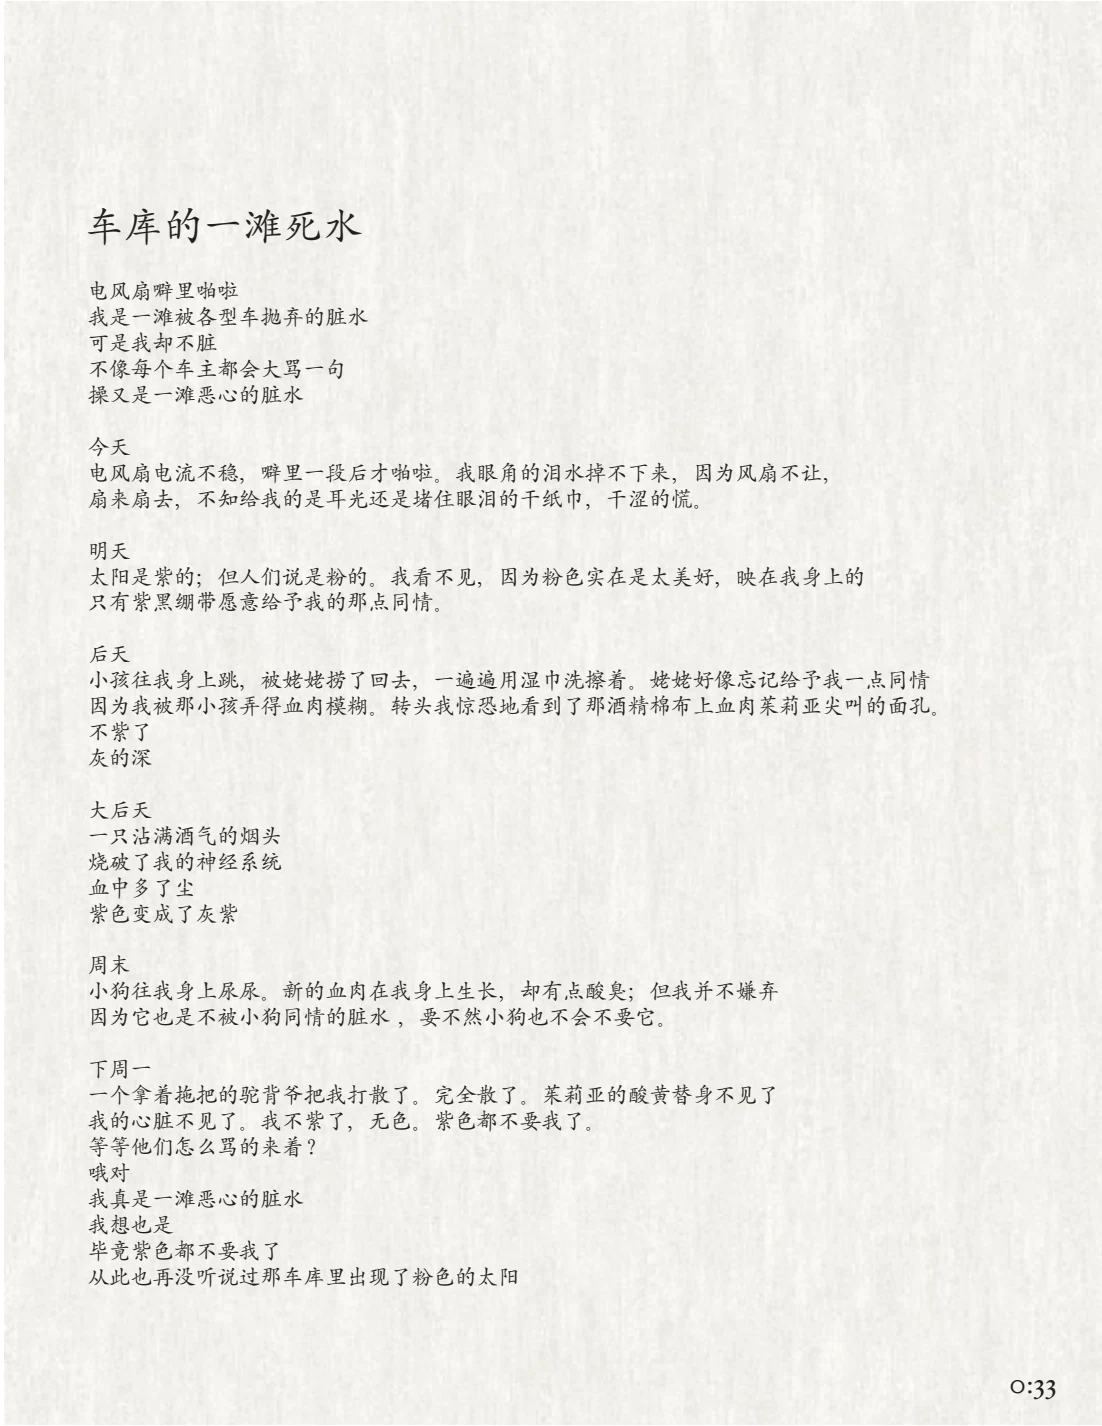 车库的一滩死水
电风扇噼里啪啦
我是一滩被各型车抛弃的脏水
可是我却不脏
不像每个车主都会大骂一句
操又是一滩恶心的脏水
今天
电风扇电流不稳，噼里一段后才啪啦。我眼角的泪水掉不下来，因为风扇不让，
扇来扇去，不知给我的是耳光还是堵住眼泪的干纸巾，干涩的慌。
明天
太阳是紫的；但人们说是粉的。我看不见，因为粉色实在是太美好，映在我身上的
只有紫黑绷带愿意给予我的那点同情。
后天
小孩往我身上跳，被姥姥捞了回去，一遍遍用湿巾洗擦着。姥姥好像忘记给予我一点同情
因为我被那小孩弄得血肉模糊。转头我惊恐地看到了那酒精棉布上血肉茱莉亚尖叫的面孔。
不紫了
灰的深
大后天
一只沾满酒气的烟头
烧破了我的神经系统
血中多了尘
紫色变成了灰紫
周末
小狗往我身上尿尿。新的血肉在我身上生长，却有点酸臭；但我并不嫌弃
因为它也是不被小狗同情的脏水 ，要不然小狗也不会不要它。
下周一
一个拿着拖把的驼背爷把我打散了。完全散了。茱莉亚的酸黄替身不见了
我的心脏不见了。我不紫了，无色。紫色都不要我了。
等等他们怎么骂的来着？
哦对
我真是一滩恶心的脏水
我想也是
毕竟紫色都不要我了
从此也再没听说过那车库里出现了粉色的太阳
0:33